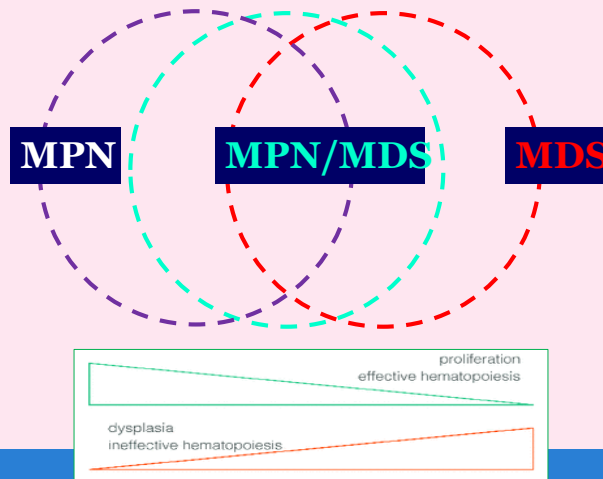 MPN
MPN/MDS
MDS
proliferation
effective hematopoiesis
dysplasia
ineffective hematopoiesis